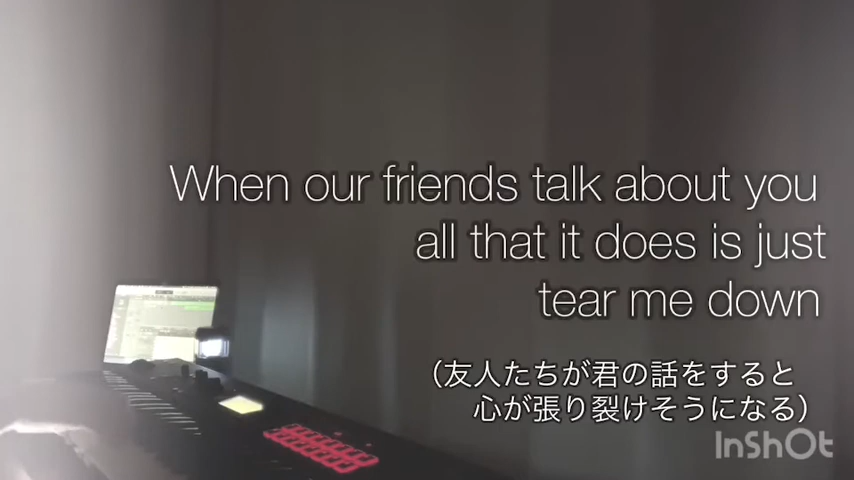 When our friends talk about you
all that it does is just
tear me down
（友人たちが君の話をすると
心が張り裂けそうになる）
InShOt